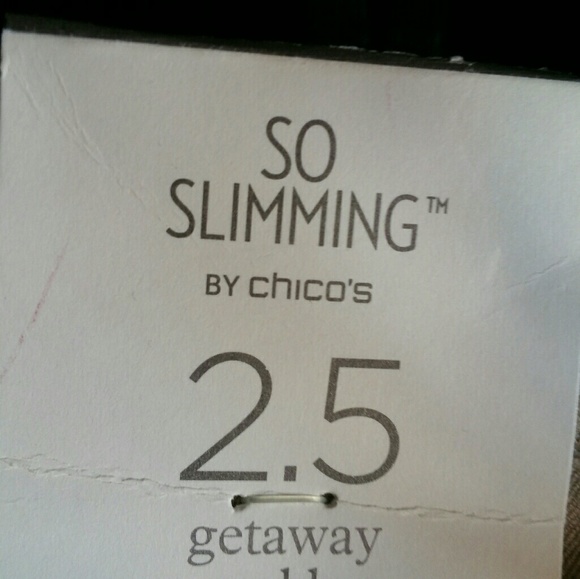 SO
SLIMMING™
BY chico's
2.5
getaway